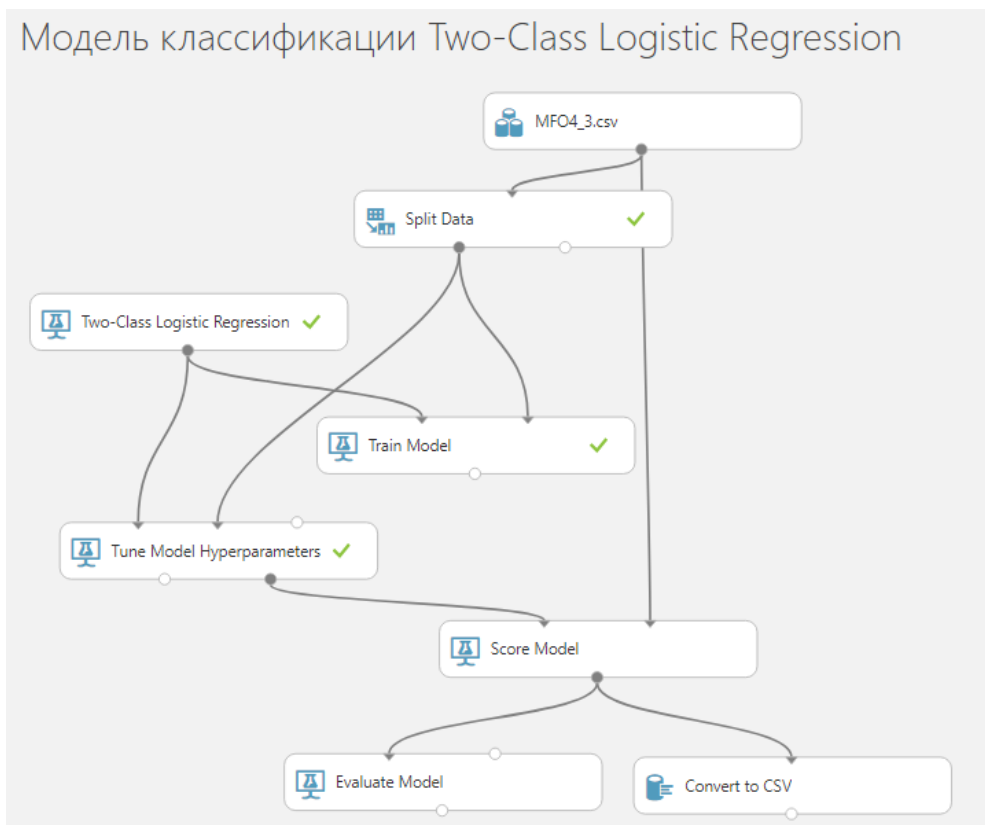 Модель классификации Two-Class Logistic Regression
MFO4_3.csv
Split Data
Two-Class Logistic Regression
Train Model
Tune Model Hyperparameters
Score Model
Evaluate Model
Convert to CSV